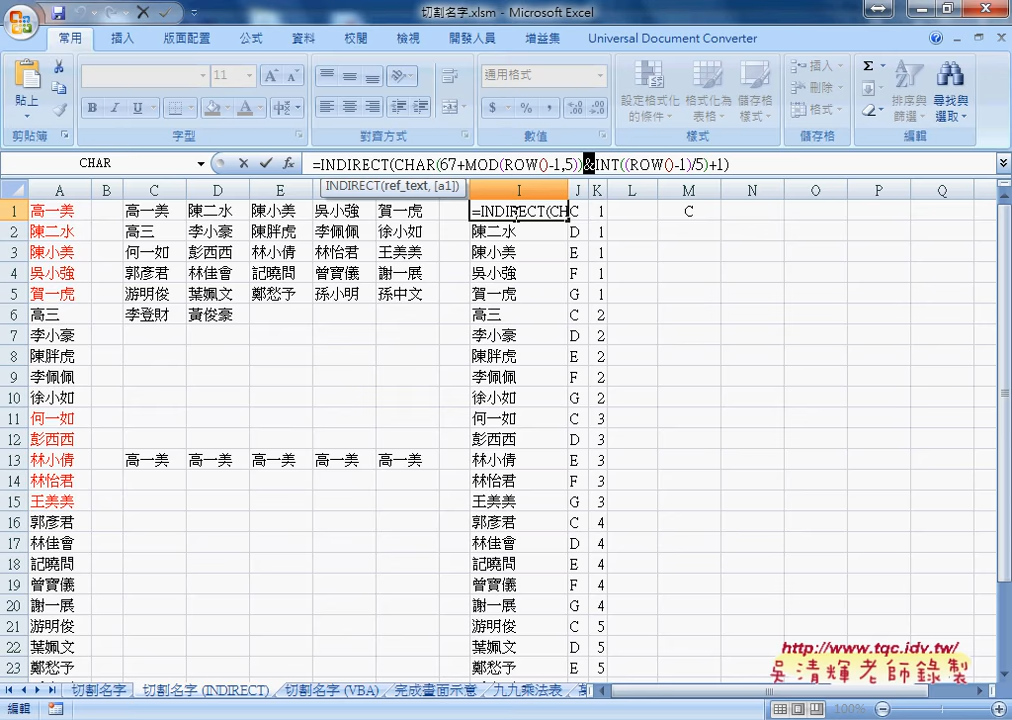 切割名字.xlsm - Microsoft Excel
常用 插入 版面配置 公式 資料 校閱 檢視 開發人員 增益集 Universal Document Converter
貼上 11 通用格式 設定格式化的條件 格式化為表格 儲存格樣式 插入 刪除 格式 排序與篩選 尋找與選取
剪貼簿 字型 對齊方式 數值 樣式 儲存格 編輯
CHAR =INDIRECT(CHAR(67+MOD(ROW()-1,5))&INT((ROW()-1)/5)+1)
INDIRECT(ref_text, [a1])
A B C D E I J K L M N O P Q
1 高一美 高一美 陳二水 陳小美 吳小強 賀一虎 =INDIRECT(CH C 1 C
2 陳二水 高三 李小豪 陳胖虎 李佩佩 徐小如 陳二水 D 1
3 陳小美 何一如 彭西西 林小倩 林怡君 王美美 陳小美 E 1
4 吳小強 郭彥君 林佳會 記曉問 曾寶儀 謝一展 吳小強 F 1
5 賀一虎 游明俊 葉姵文 鄭愁予 孫小明 孫中文 賀一虎 G 1
6 高三 李登財 黃俊豪 高三 C 2
7 李小豪 李小豪 D 2
8 陳胖虎 陳胖虎 E 2
9 李佩佩 李佩佩 F 2
10 徐小如 徐小如 G 2
11 何一如 何一如 C 3
12 彭西西 彭西西 D 3
13 林小倩 高一美 高一美 高一美 高一美 高一美 林小倩 E 3
14 林怡君 林怡君 F 3
15 王美美 王美美 G 3
16 郭彥君 郭彥君 C 4
17 林佳會 林佳會 D 4
18 記曉問 記曉問 E 4
19 曾寶儀 曾寶儀 F 4
20 謝一展 謝一展 G 4
21 游明俊 游明俊 C 5
22 葉姵文 葉姵文 D 5
23 鄭愁予 鄭愁予 E 5
http://www.tqc.idv.tw/
吳清輝老師錄製
切割名字 切割名字 (INDIRECT) 切割名字 (VBA) 完成畫面示意 九九乘法表
編輯 100%